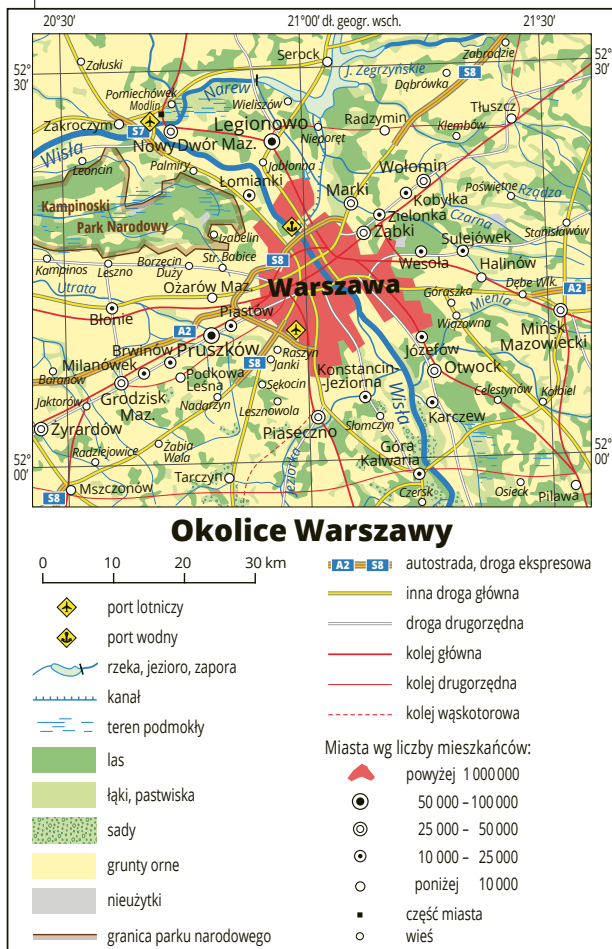 20°30'
21°00' dł. geogr. wsch.
21°30'
52°
30'
52°
30'
Załuski
Serock
Zabrodzie
J. Zegrzyńskie
S8
Dąbrówka
Pomiechówek
Modlin
Narew
Wieliszów
Zakroczym
S7
Nowy Dwór Maz.
Legionowo
Nieporęt
Radzymin
Klembów
Tłuszcz
Wisła
Leoncin
Palmiry
Jabłonna
Łomianki
Marki
Wołomin
Kobyłka
Poświętne
Rządza
Kampinoski
Park Narodowy
Izabelin
Zielonka
Ząbki
Czarna
Stanisławów
Sulejówek
Kampinos
Leszno
Borzęcin
Duży
Str. Babice
S8
Wesoła
Halinów
Utrata
Ożarów Maz.
Warszawa
Góraszka
Mienia
Dębe Wlk.
A2
Błonie
Piastów
Wiązowna
Mińsk
Mazowiecki
A2
Brwinów
Pruszków
Raszyn
Janki
Józefów
Milanówek
S8
Baranów
Podkowa
Leśna
Sękocin
Konstancin-
Jeziorna
Wisła
Otwock
Grodzisk
Maz.
Jaktorów
Nadarzyn
Lesznowola
Celestynów
Kołbiel
Słomczyn
Karczew
Żyrardów
Piaseczno
Żabia
Wola
Radziejowice
Góra
Kalwaria
52°
00'
52°
00'
Tarczyn
Jeziorka
Mszczonów
S8
Czersk
Osieck
Pilawa
Okolice Warszawy
0 10 20 30 km
port lotniczy
port wodny
rzeka, jezioro, zapora
kanał
teren podmokły
las
łąki, pastwiska
sady
grunty orne
nieużytki
granica parku narodowego
A2 S8 autostrada, droga ekspresowa
inna droga główna
droga drugorzędna
kolej główna
kolej drugorzędna
kolej wąskotorowa
Miasta wg liczby mieszkańców:
powyżej 1 000 000
50 000 – 100 000
25 000 – 50 000
10 000 – 25 000
poniżej 10 000
część miasta
wieś